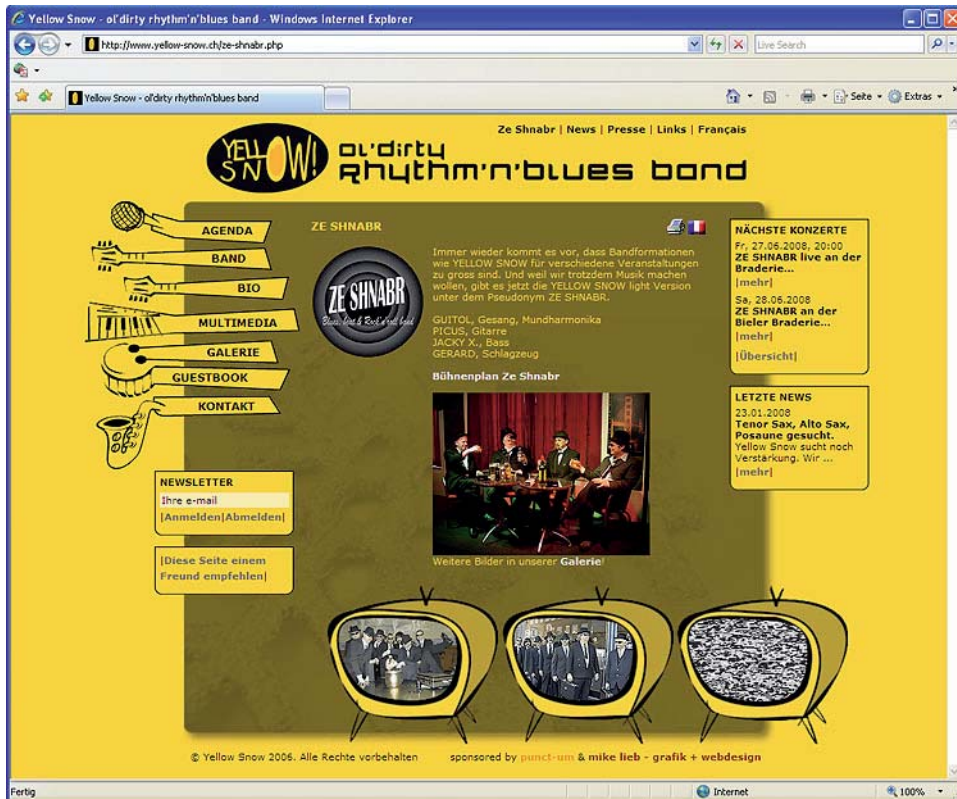 Yellow Snow - ol'dirty rhythm'n'blues band - Windows Internet Explorer
http://www.yellow-snow.ch/ze-shnabr.php
Live Search
Yellow Snow - ol'dirty rhythm'n'blues band
Seite
Extras
Ze Shnabr | News | Presse | Links | Français
YELL
SNOW!
OL'DIRTY
RHYTHM'N'BLUES BAND
AGENDA
BAND
BIO
MULTIMEDIA
GALERIE
GUESTBOOK
KONTAKT
NEWSLETTER
Ihre e-mail
|Anmelden|Abmelden|
|Diese Seite einem
Freund empfehlen|
ZE SHNABR
ZE SHNABR
Blues, beat & Rock'n'roll band
Immer wieder kommt es vor, dass Bandformationen
wie YELLOW SNOW für verschiedene Veranstaltungen
zu gross sind. Und weil wir trotzdem Musik machen
wollen, gibt es jetzt die YELLOW SNOW light Version
unter dem Pseudonym ZE SHNABR.
GUITOL, Gesang, Mundharmonika
PICUS, Gitarre
JACKY X., Bass
GERARD, Schlagzeug
Bühnenplan Ze Shnabr
Weitere Bilder in unserer Galerie!
NÄCHSTE KONZERTE
Fr, 27.06.2008, 20:00
ZE SHNABR live an der
Braderie...
|mehr|
Sa, 28.06.2008
ZE SHNABR an der
Bieler Braderie...
|mehr|
|Übersicht|
LETZTE NEWS
23.01.2008
Tenor Sax, Alto Sax,
Posaune gesucht.
Yellow Snow sucht noch
Verstärkung. Wir ...
|mehr|
© Yellow Snow 2006. Alle Rechte vorbehalten
sponsored by punct-um & mike lieb - grafik + webdesign
Fertig
Internet
100%